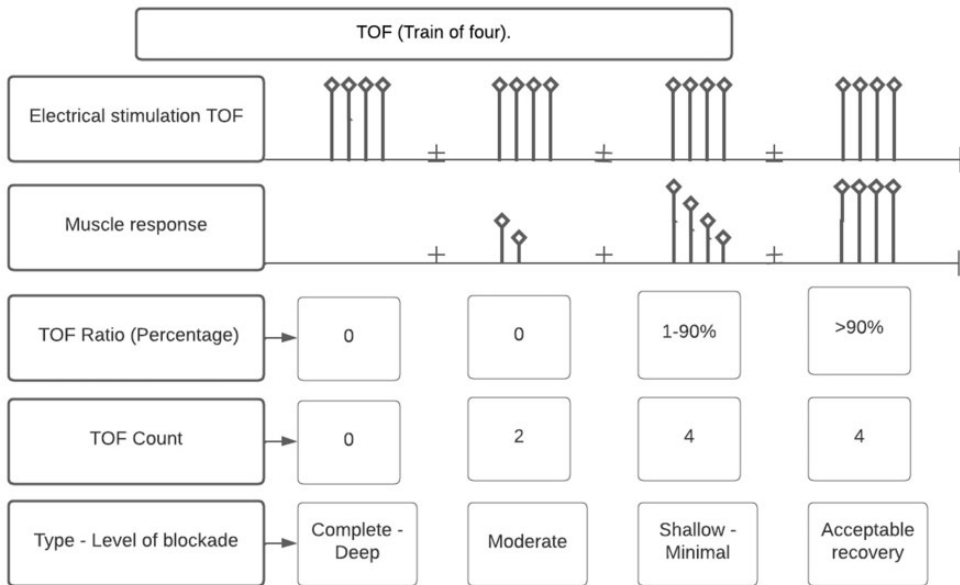 TOF (Train of four).
Electrical stimulation TOF
Muscle response
TOF Ratio (Percentage)
0
0
1-90%
>90%
TOF Count
0
2
4
4
Type - Level of blockade
Complete -
Deep
Moderate
Shallow -
Minimal
Acceptable
recovery